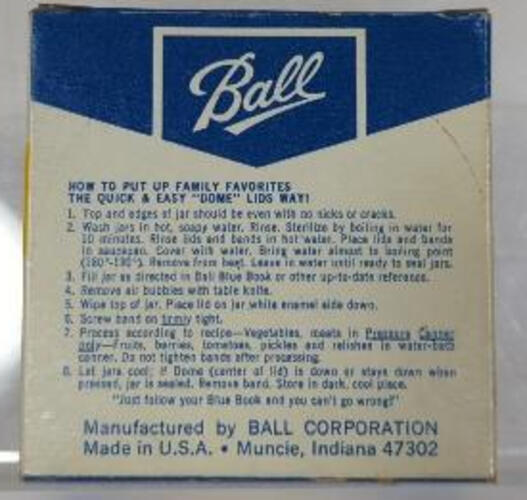 Ball
HOW TO PUT UP FAMILY FAVORITES
THE QUICK & EASY "DOME" LIDS WAY!
1. Top and edges of jar should be even with no nicks or cracks.
2. Wash jars in hot, soapy water. Rinse. Sterilize by boiling in water for
10 minutes. Rinse lids and bands in hot water. Place lids and bands
in saucepan. Cover with water. Bring water almost to boiling point
(180°-190°). Remove from heat. Leave in water until ready to seal jars.
3. Fill jar as directed in Ball Blue Book or other up-to-date reference.
4. Remove air bubbles with table knife.
5. Wipe top of jar. Place lid on jar white enamel side down.
6. Screw band on firmly tight.
7. Process according to recipe—Vegetables, meats in Pressure Canner
only—Fruits, berries, tomatoes, pickles and relishes in water-bath
canner. Do not tighten bands after processing.
8. Let jars cool; if Dome (center of lid) is down or stays down when
pressed, jar is sealed. Remove band. Store in dark, cool place.
"Just follow your Blue Book and you can't go wrong!"
Manufactured by BALL CORPORATION
Made in U.S.A. • Muncie, Indiana 47302